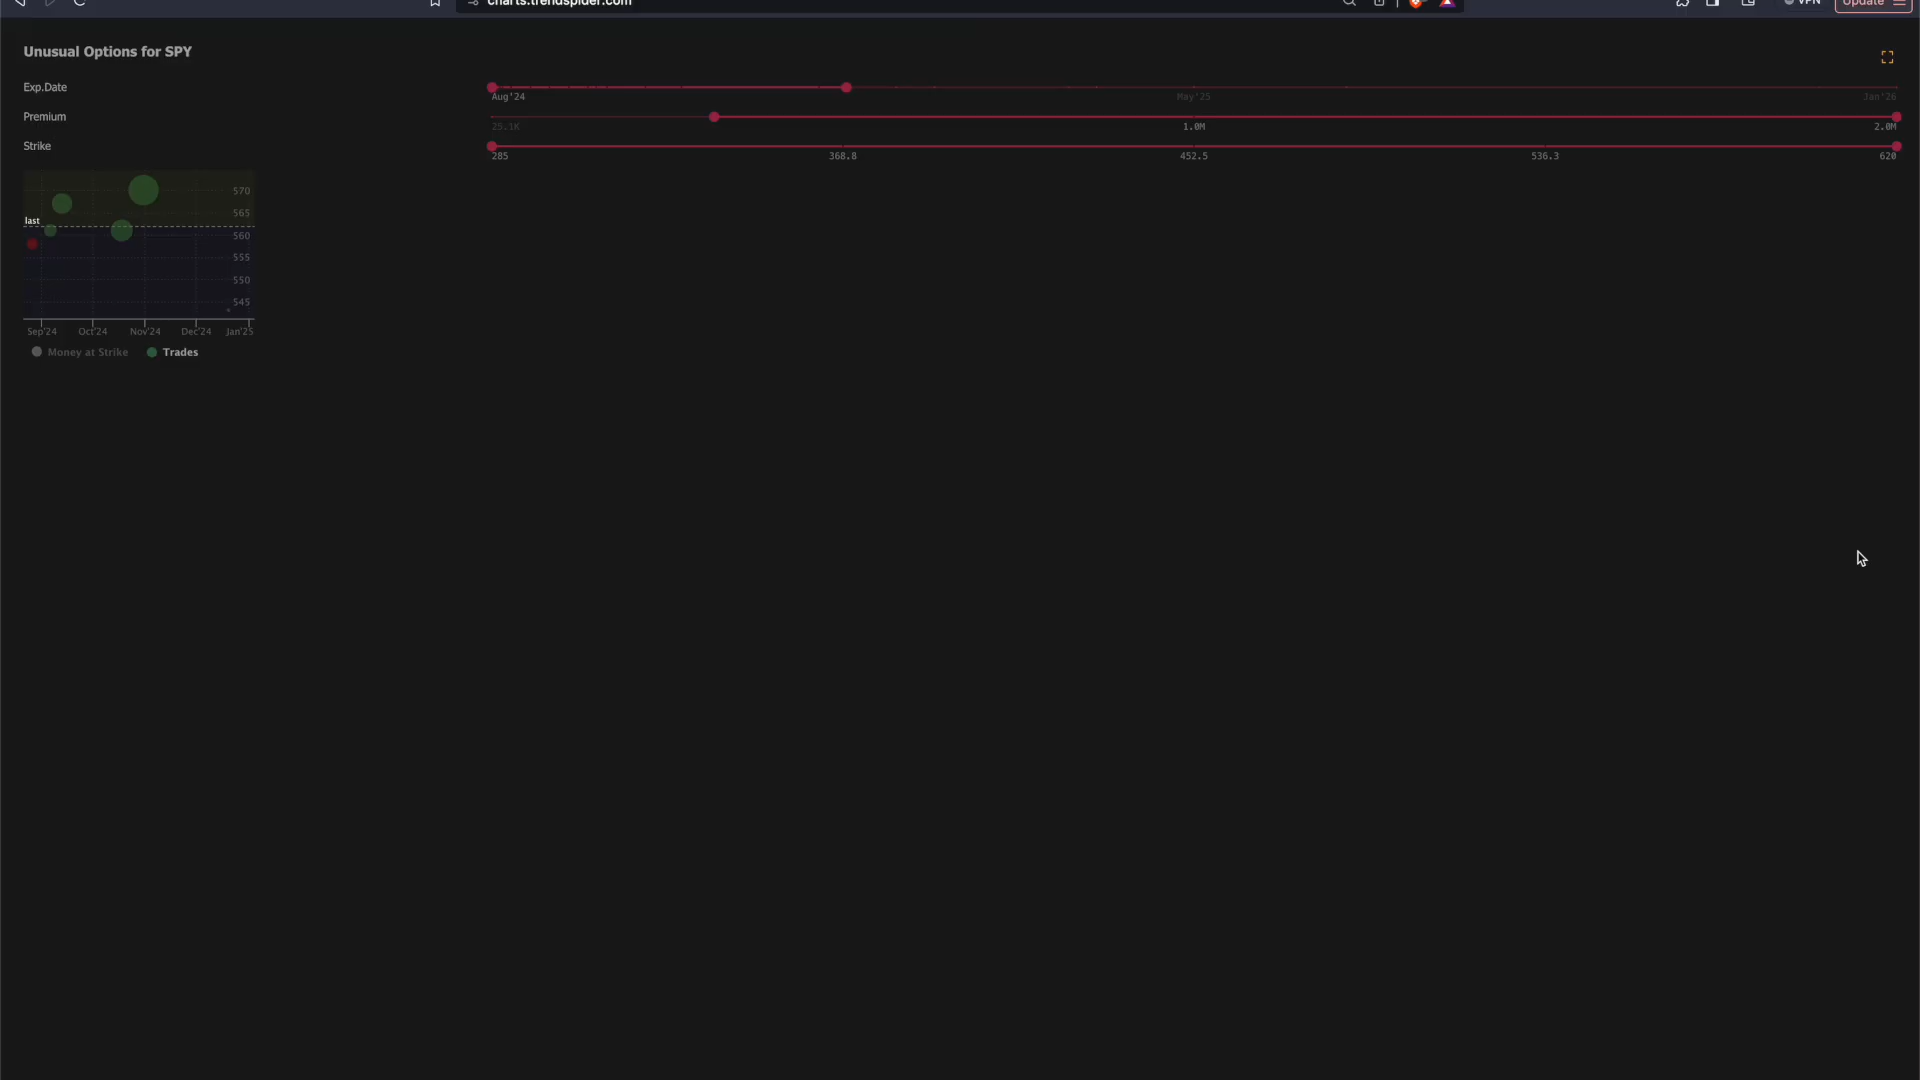 charts.trendspider.com
VPN
Update
Unusual Options for SPY
Exp.Date
Aug'24 May'25 Jan'26
Premium
25.1K 1.0M 2.0M
Strike
285 368.8 452.5 536.3 620
570
565
last
560
555
550
545
Sep'24 Oct'24 Nov'24 Dec'24 Jan'25
Money at Strike Trades